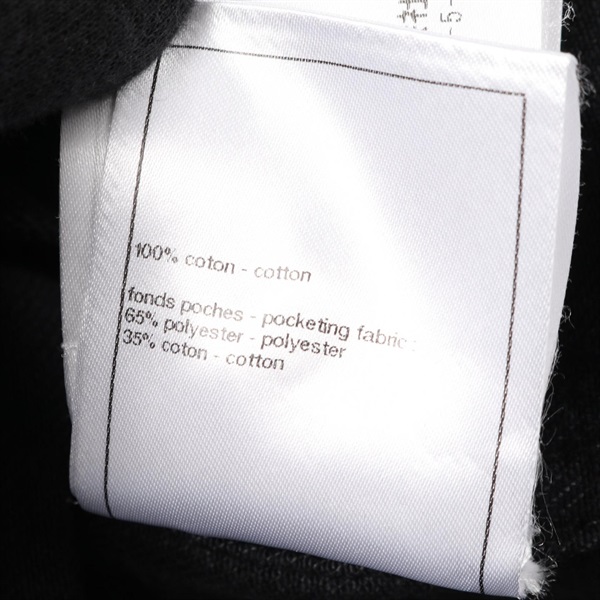 100% coton - cotton
fonds poches - pocketing fabric :
65% polyester - polyester
35% coton - cotton